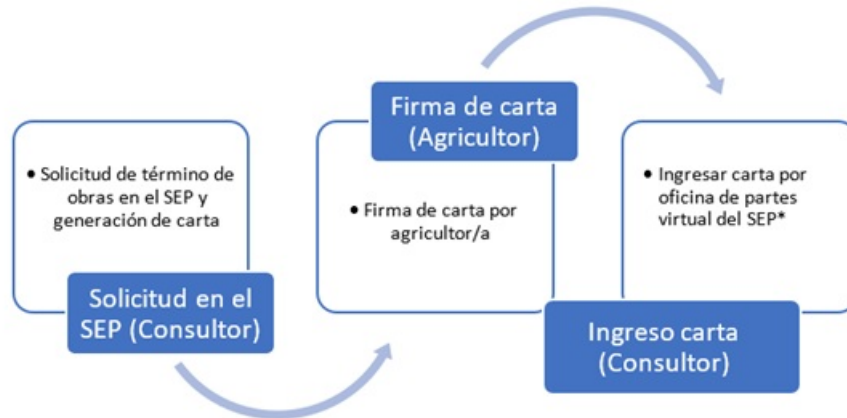 • Solicitud de término de
obras en el SEP y
generación de carta
Solicitud en el
SEP (Consultor)
Firma de carta
(Agricultor)
• Firma de carta por
agricultor/a
• Ingresar carta por
oficina de partes
virtual del SEP*
Ingreso carta
(Consultor)